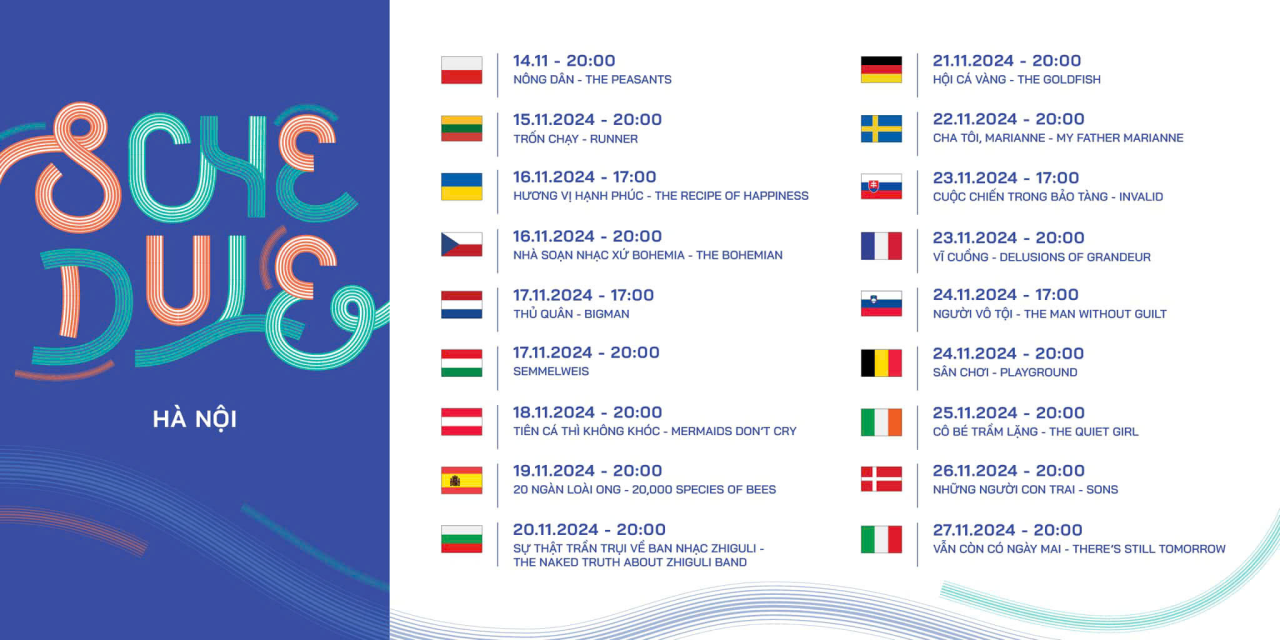 SCHE
DULE
HÀ NỘI
14.11 - 20:00
NÔNG DÂN - THE PEASANTS
15.11.2024 - 20:00
TRỐN CHẠY - RUNNER
16.11.2024 - 17:00
HƯƠNG VỊ HẠNH PHÚC - THE RECIPE OF HAPPINESS
16.11.2024 - 20:00
NHÀ SOẠN NHẠC XỨ BOHEMIA - THE BOHEMIAN
17.11.2024 - 17:00
THỦ QUÂN - BIGMAN
17.11.2024 - 20:00
SEMMELWEIS
18.11.2024 - 20:00
TIÊN CÁ THÌ KHÔNG KHÓC - MERMAIDS DON'T CRY
19.11.2024 - 20:00
20 NGÀN LOÀI ONG - 20,000 SPECIES OF BEES
20.11.2024 - 20:00
SỰ THẬT TRẦN TRỤI VỀ BAN NHẠC ZHIGULI -
THE NAKED TRUTH ABOUT ZHIGULI BAND
21.11.2024 - 20:00
HỘI CÁ VÀNG - THE GOLDFISH
22.11.2024 - 20:00
CHA TÔI, MARIANNE - MY FATHER MARIANNE
23.11.2024 - 17:00
CUỘC CHIẾN TRONG BẢO TÀNG - INVALID
23.11.2024 - 20:00
VĨ CUỒNG - DELUSIONS OF GRANDEUR
24.11.2024 - 17:00
NGƯỜI VÔ TỘI - THE MAN WITHOUT GUILT
24.11.2024 - 20:00
SÂN CHƠI - PLAYGROUND
25.11.2024 - 20:00
CÔ BÉ TRẦM LẶNG - THE QUIET GIRL
26.11.2024 - 20:00
NHỮNG NGƯỜI CON TRAI - SONS
27.11.2024 - 20:00
VẪN CÒN CÓ NGÀY MAI - THERE'S STILL TOMORROW